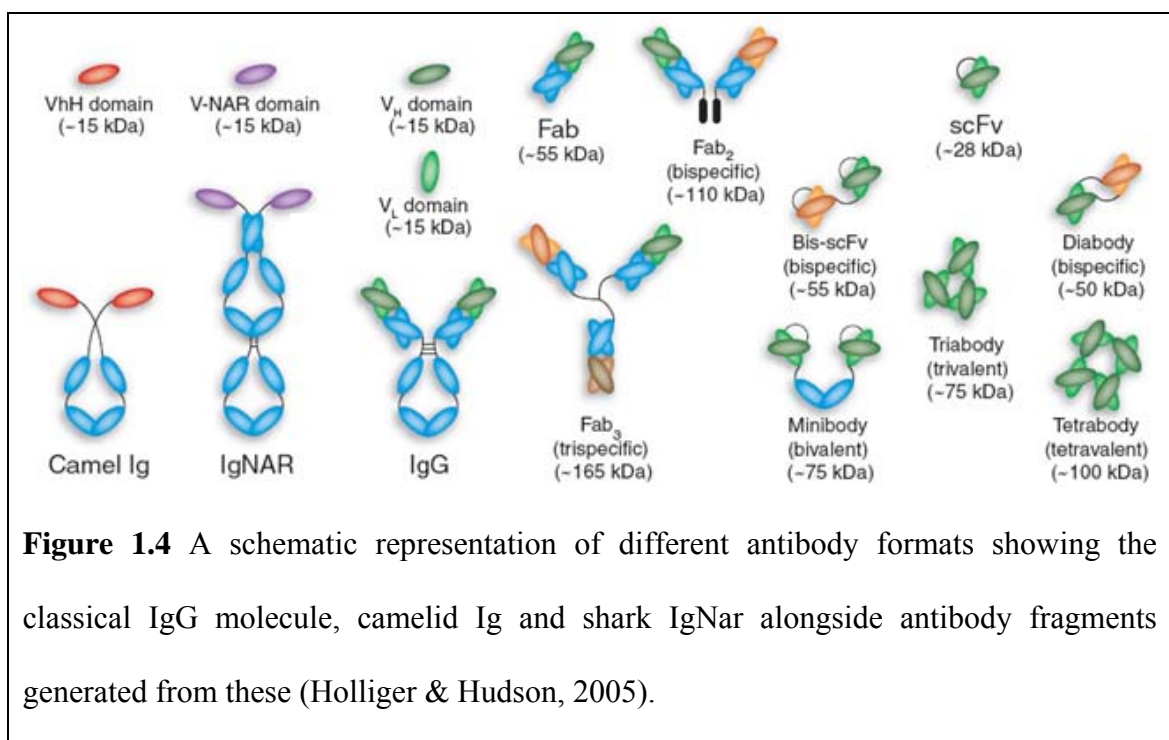 VhH domain
(~15 kDa)
V-NAR domain
(~15 kDa)
V_H domain
(~15 kDa)
V_L domain
(~15 kDa)
Fab
(~55 kDa)
Fab₂
(bispecific)
(~110 kDa)
scFv
(~28 kDa)
Bis-scFv
(bispecific)
(~55 kDa)
Diabody
(bispecific)
(~50 kDa)
Camel Ig
IgNAR
IgG
Fab₃
(trispecific)
(~165 kDa)
Minibody
(bivalent)
(~75 kDa)
Triabody
(trivalent)
(~75 kDa)
Tetrabody
(tetravalent)
(~100 kDa)
Figure 1.4 A schematic representation of different antibody formats showing the
classical IgG molecule, camelid Ig and shark IgNar alongside antibody fragments
generated from these (Holliger & Hudson, 2005).